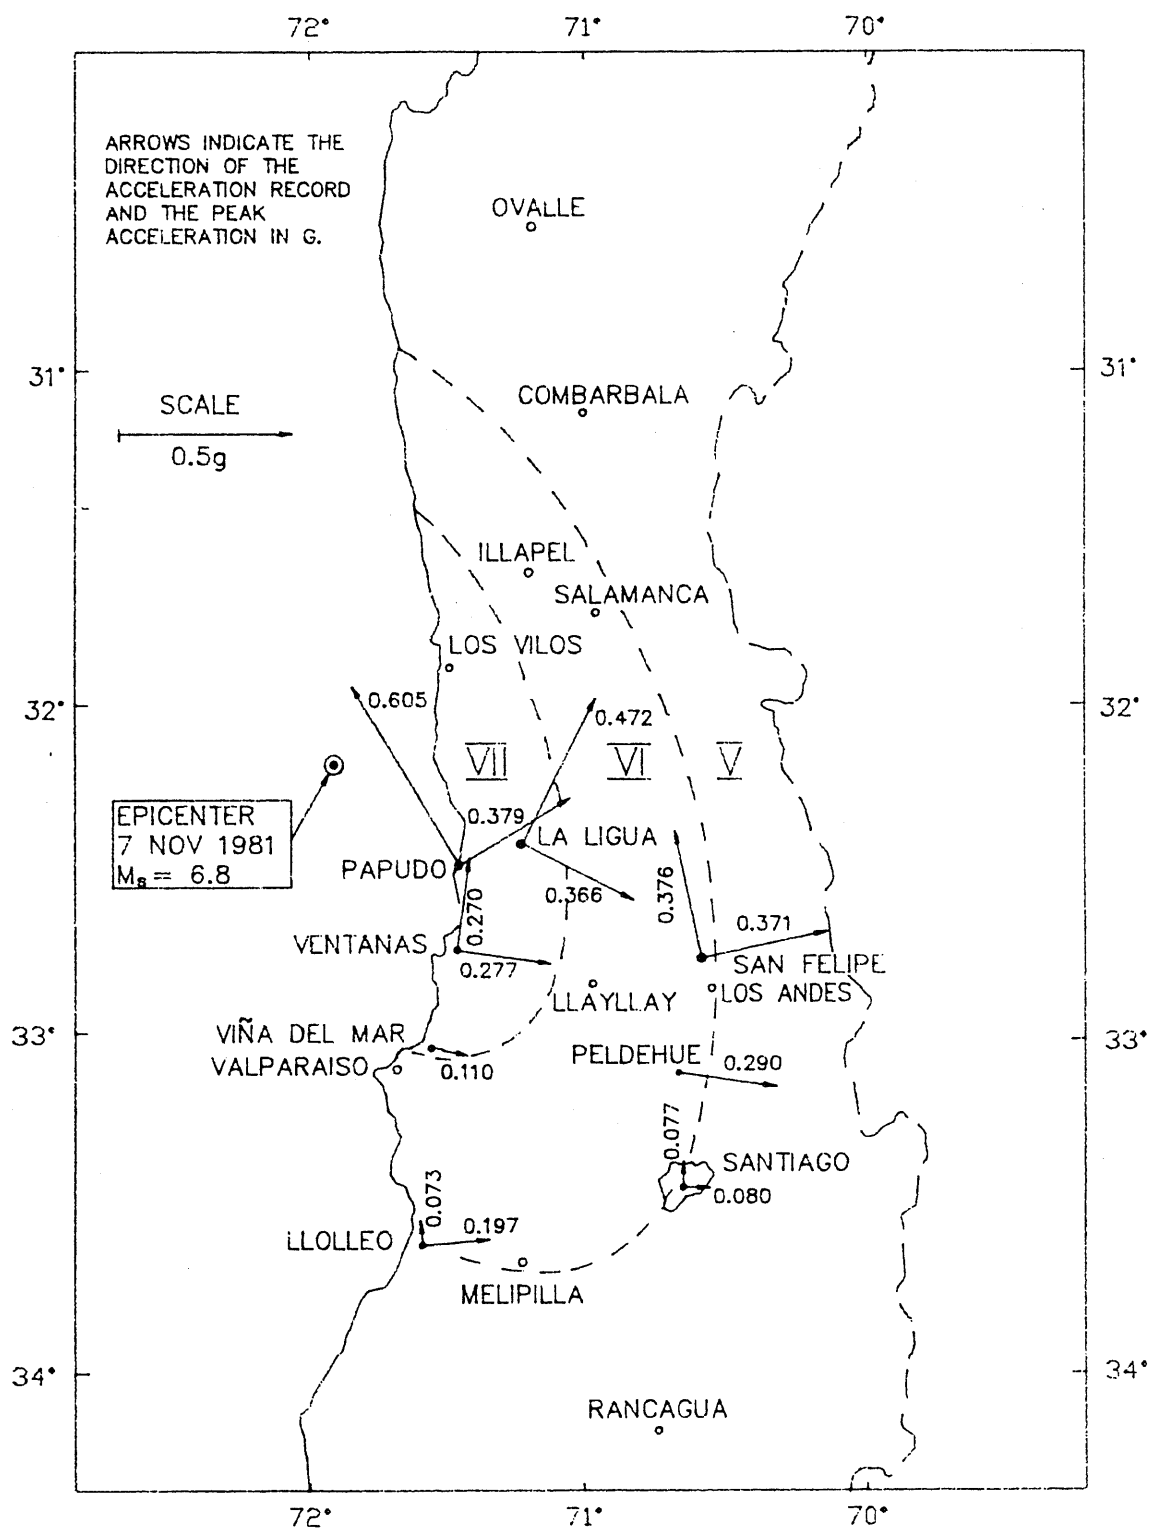 72° 71° 70°
ARROWS INDICATE THE
DIRECTION OF THE
ACCELERATION RECORD
AND THE PEAK
ACCELERATION IN G.
OVALLE
31° 31°
COMBARBALA
SCALE
0.5g
ILLAPEL
SALAMANCA
LOS VILOS
0.605
32° 32°
0.472
VII VI V
EPICENTER
7 NOV 1981
Ms = 6.8
0.379
LA LIGUA
PAPUDO
0.366
0.376
0.270
0.371
VENTANAS
0.277
SAN FELIPE
LLAYLLAY
LOS ANDES
33° 33°
VIÑA DEL MAR
VALPARAISO
0.110
PELDEHUE
0.290
0.077
SANTIAGO
0.080
0.073
0.197
LLOLLEO
MELIPILLA
34° 34°
RANCAGUA
72° 71° 70°